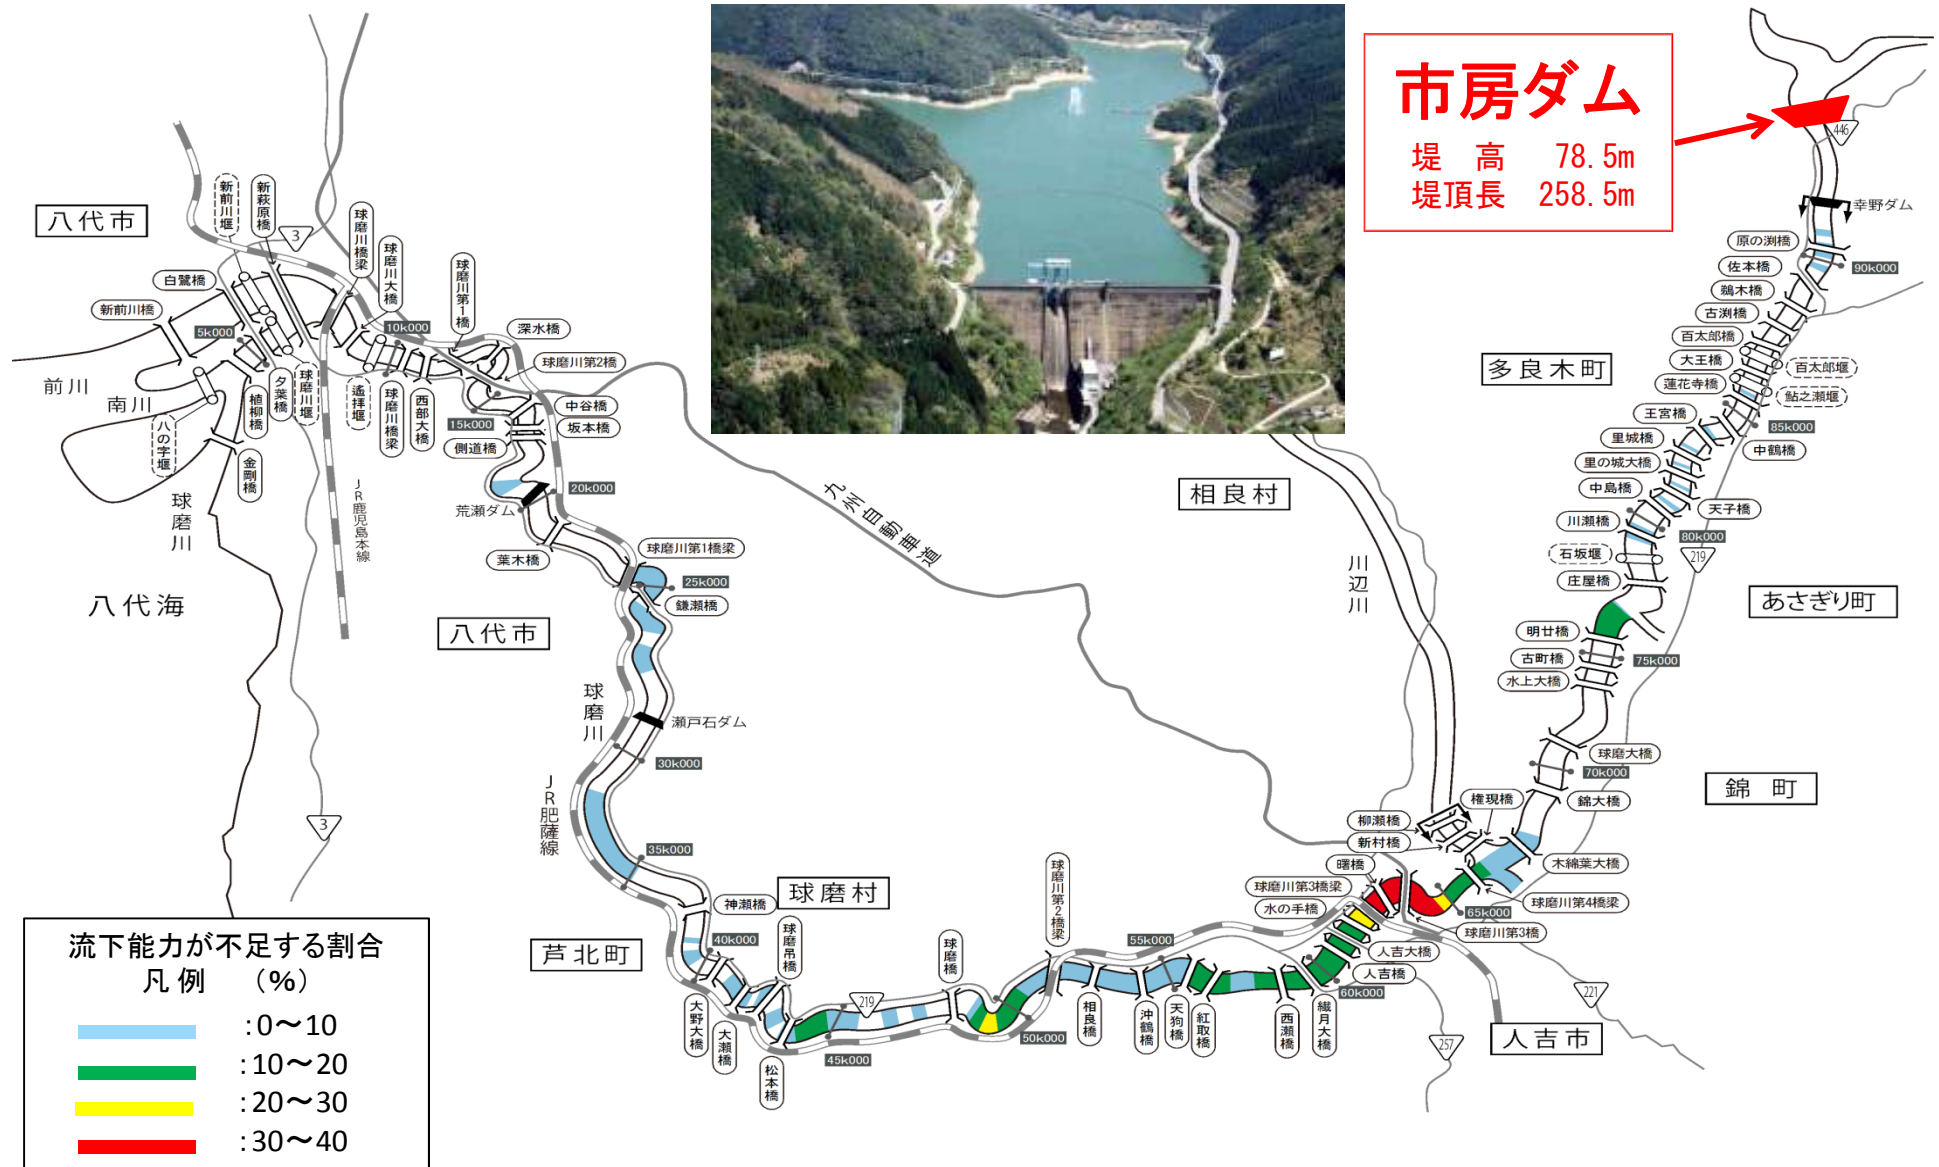 市房ダム
堤　高　78.5m
堤頂長　258.5m
446
幸野ダム
原の渕橋
90k000
佐本橋
鵜木橋
古渕橋
百太郎橋
大王橋
百太郎堰
蓮花寺橋
鮎之瀬堰
多良木町
王宮橋
85k000
里城橋
中鶴橋
里の城大橋
中島橋
天子橋
川瀬橋
80k000
石坂堰
219
庄屋橋
あさぎり町
明廿橋
古町橋
75k000
水上大橋
球磨大橋
70k000
錦大橋
錦　町
相良村
川辺川
権現橋
柳瀬橋
新村橋
曙橋
木綿葉大橋
球磨川第3橋梁
球磨川第4橋梁
65k000
水の手橋
球磨川第3橋
人吉大橋
人吉橋
60k000
221
257
人吉市
繊月大橋
西瀬橋
紅取橋
天狗橋
沖鶴橋
相良橋
55k000
球磨川第2橋梁
50k000
球磨橋
219
45k000
球磨村
球磨吊橋
松本橋
大瀬橋
大野大橋
40k000
神瀬橋
芦北町
35k000
JR肥薩線
30k000
瀬戸石ダム
球磨川
八代市
鎌瀬橋
25k000
球磨川第1橋梁
葉木橋
荒瀬ダム
20k000
九州自動車道
側道橋
坂本橋
中谷橋
15k000
球磨川第2橋
深水橋
球磨川第1橋
西部大橋
球磨川橋梁
10k000
遙拝堰
球磨川大橋
球磨川橋梁
3
新萩原橋
新前川堰
八代市
白鷺橋
新前川橋
5k000
球磨川堰
夕葉橋
植柳橋
前川
南川
八の字堰
金剛橋
球磨川
JR鹿児島本線
八代海
3
流下能力が不足する割合
凡 例　（%）
:0～10
:10～20
:20～30
:30～40